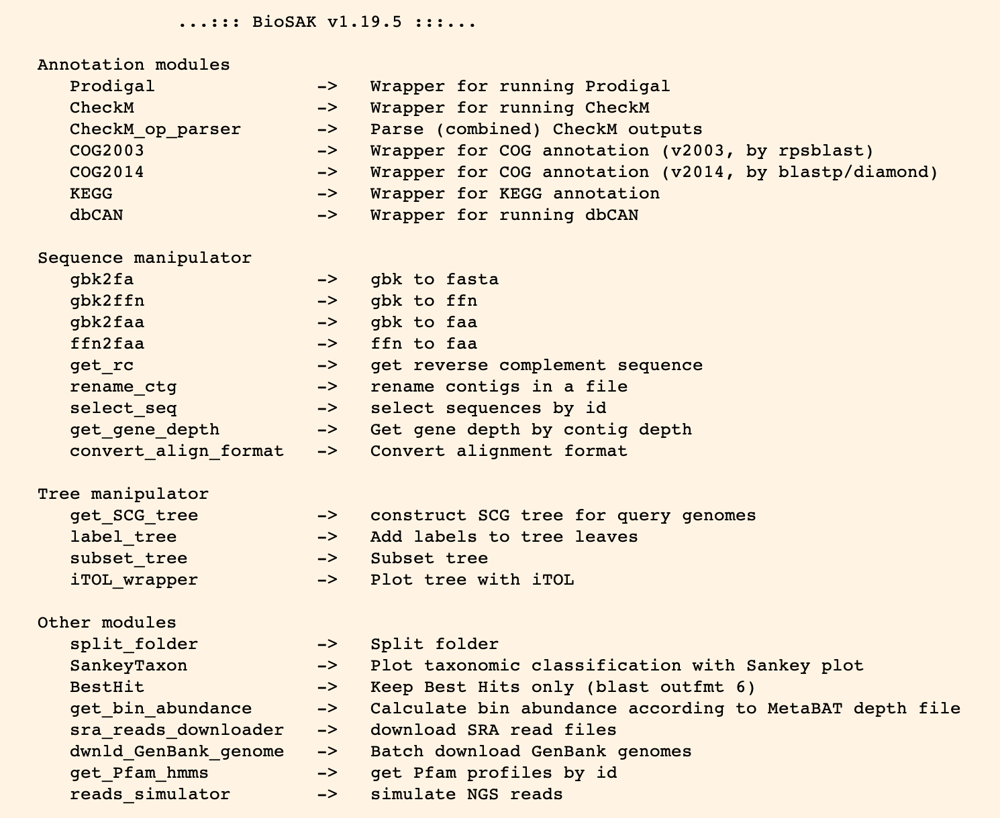 ...::: BioSAK v1.19.5 :::...
Annotation modules
Prodigal -> Wrapper for running Prodigal
CheckM -> Wrapper for running CheckM
CheckM_op_parser -> Parse (combined) CheckM outputs
COG2003 -> Wrapper for COG annotation (v2003, by rpsblast)
COG2014 -> Wrapper for COG annotation (v2014, by blastp/diamond)
KEGG -> Wrapper for KEGG annotation
dbCAN -> Wrapper for running dbCAN
Sequence manipulator
gbk2fa -> gbk to fasta
gbk2ffn -> gbk to ffn
gbk2faa -> gbk to faa
ffn2faa -> ffn to faa
get_rc -> get reverse complement sequence
rename_ctg -> rename contigs in a file
select_seq -> select sequences by id
get_gene_depth -> Get gene depth by contig depth
convert_align_format -> Convert alignment format
Tree manipulator
get_SCG_tree -> construct SCG tree for query genomes
label_tree -> Add labels to tree leaves
subset_tree -> Subset tree
iTOL_wrapper -> Plot tree with iTOL
Other modules
split_folder -> Split folder
SankeyTaxon -> Plot taxonomic classification with Sankey plot
BestHit -> Keep Best Hits only (blast outfmt 6)
get_bin_abundance -> Calculate bin abundance according to MetaBAT depth file
sra_reads_downloader -> download SRA read files
dwnld_GenBank_genome -> Batch download GenBank genomes
get_Pfam_hmms -> get Pfam profiles by id
reads_simulator -> simulate NGS reads